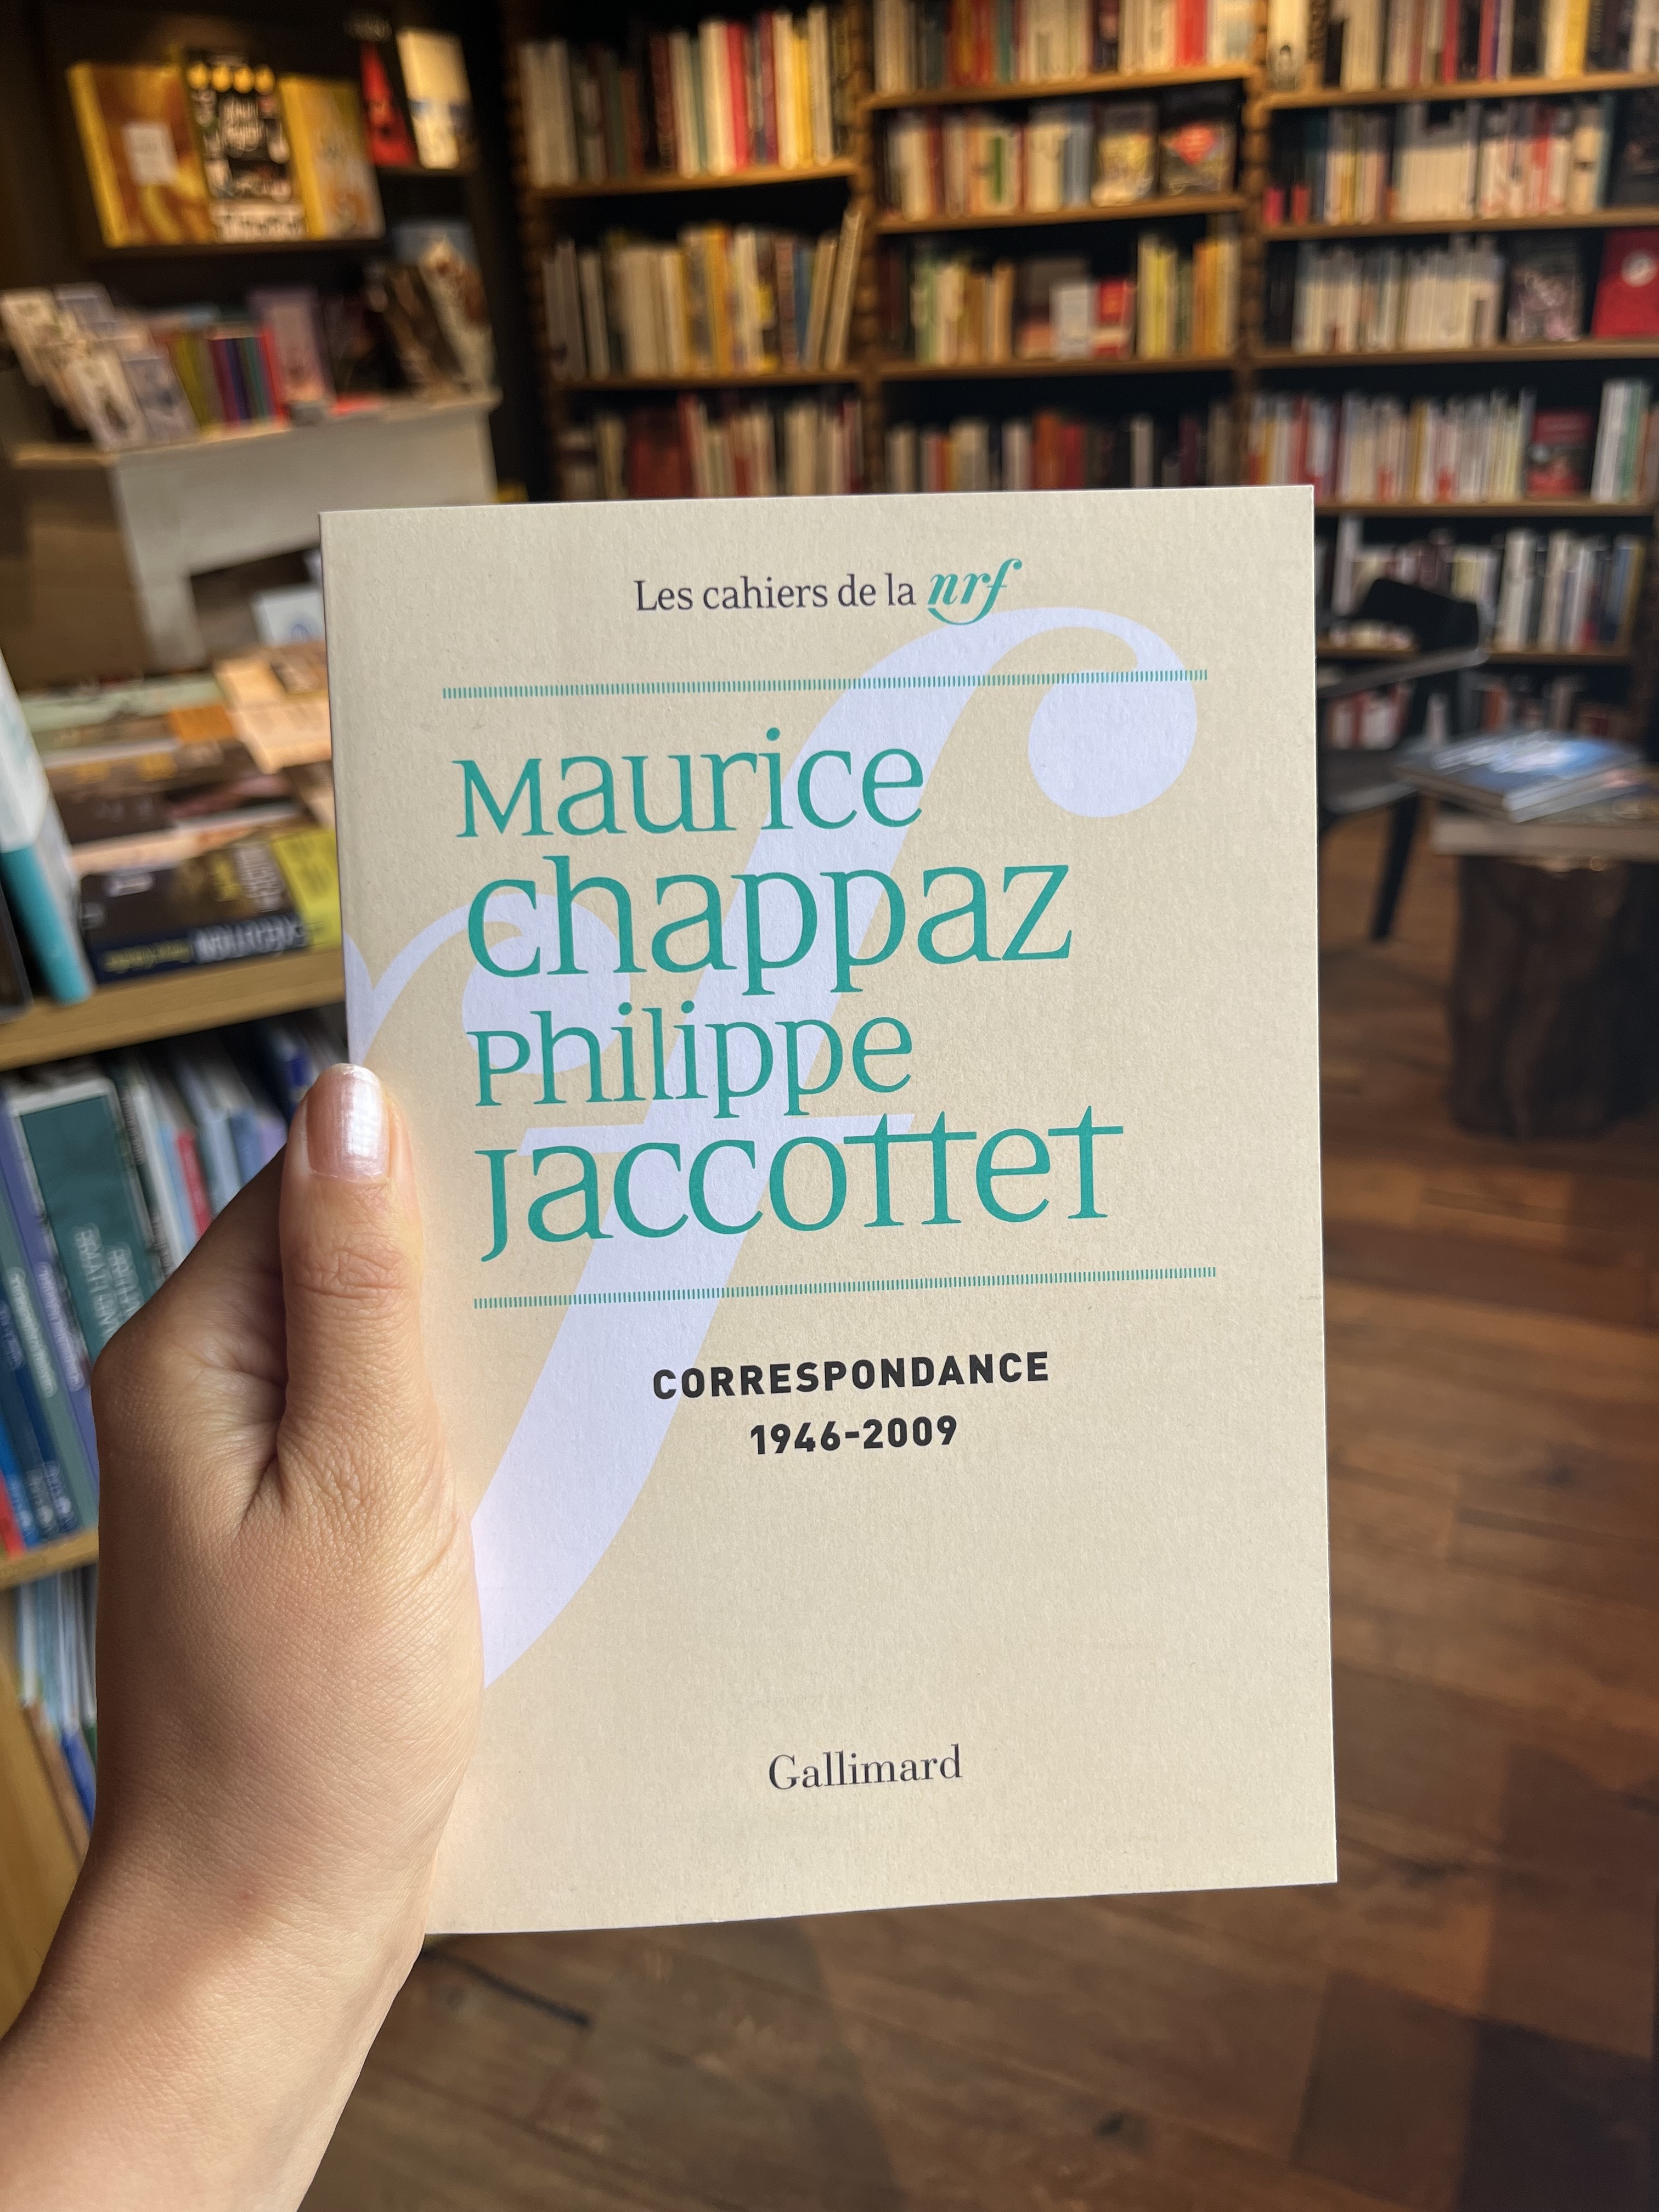 Les cahiers de la nrf
Maurice
Chappaz
Philippe
Jaccottet
CORRESPONDANCE
1946-2009
Gallimard